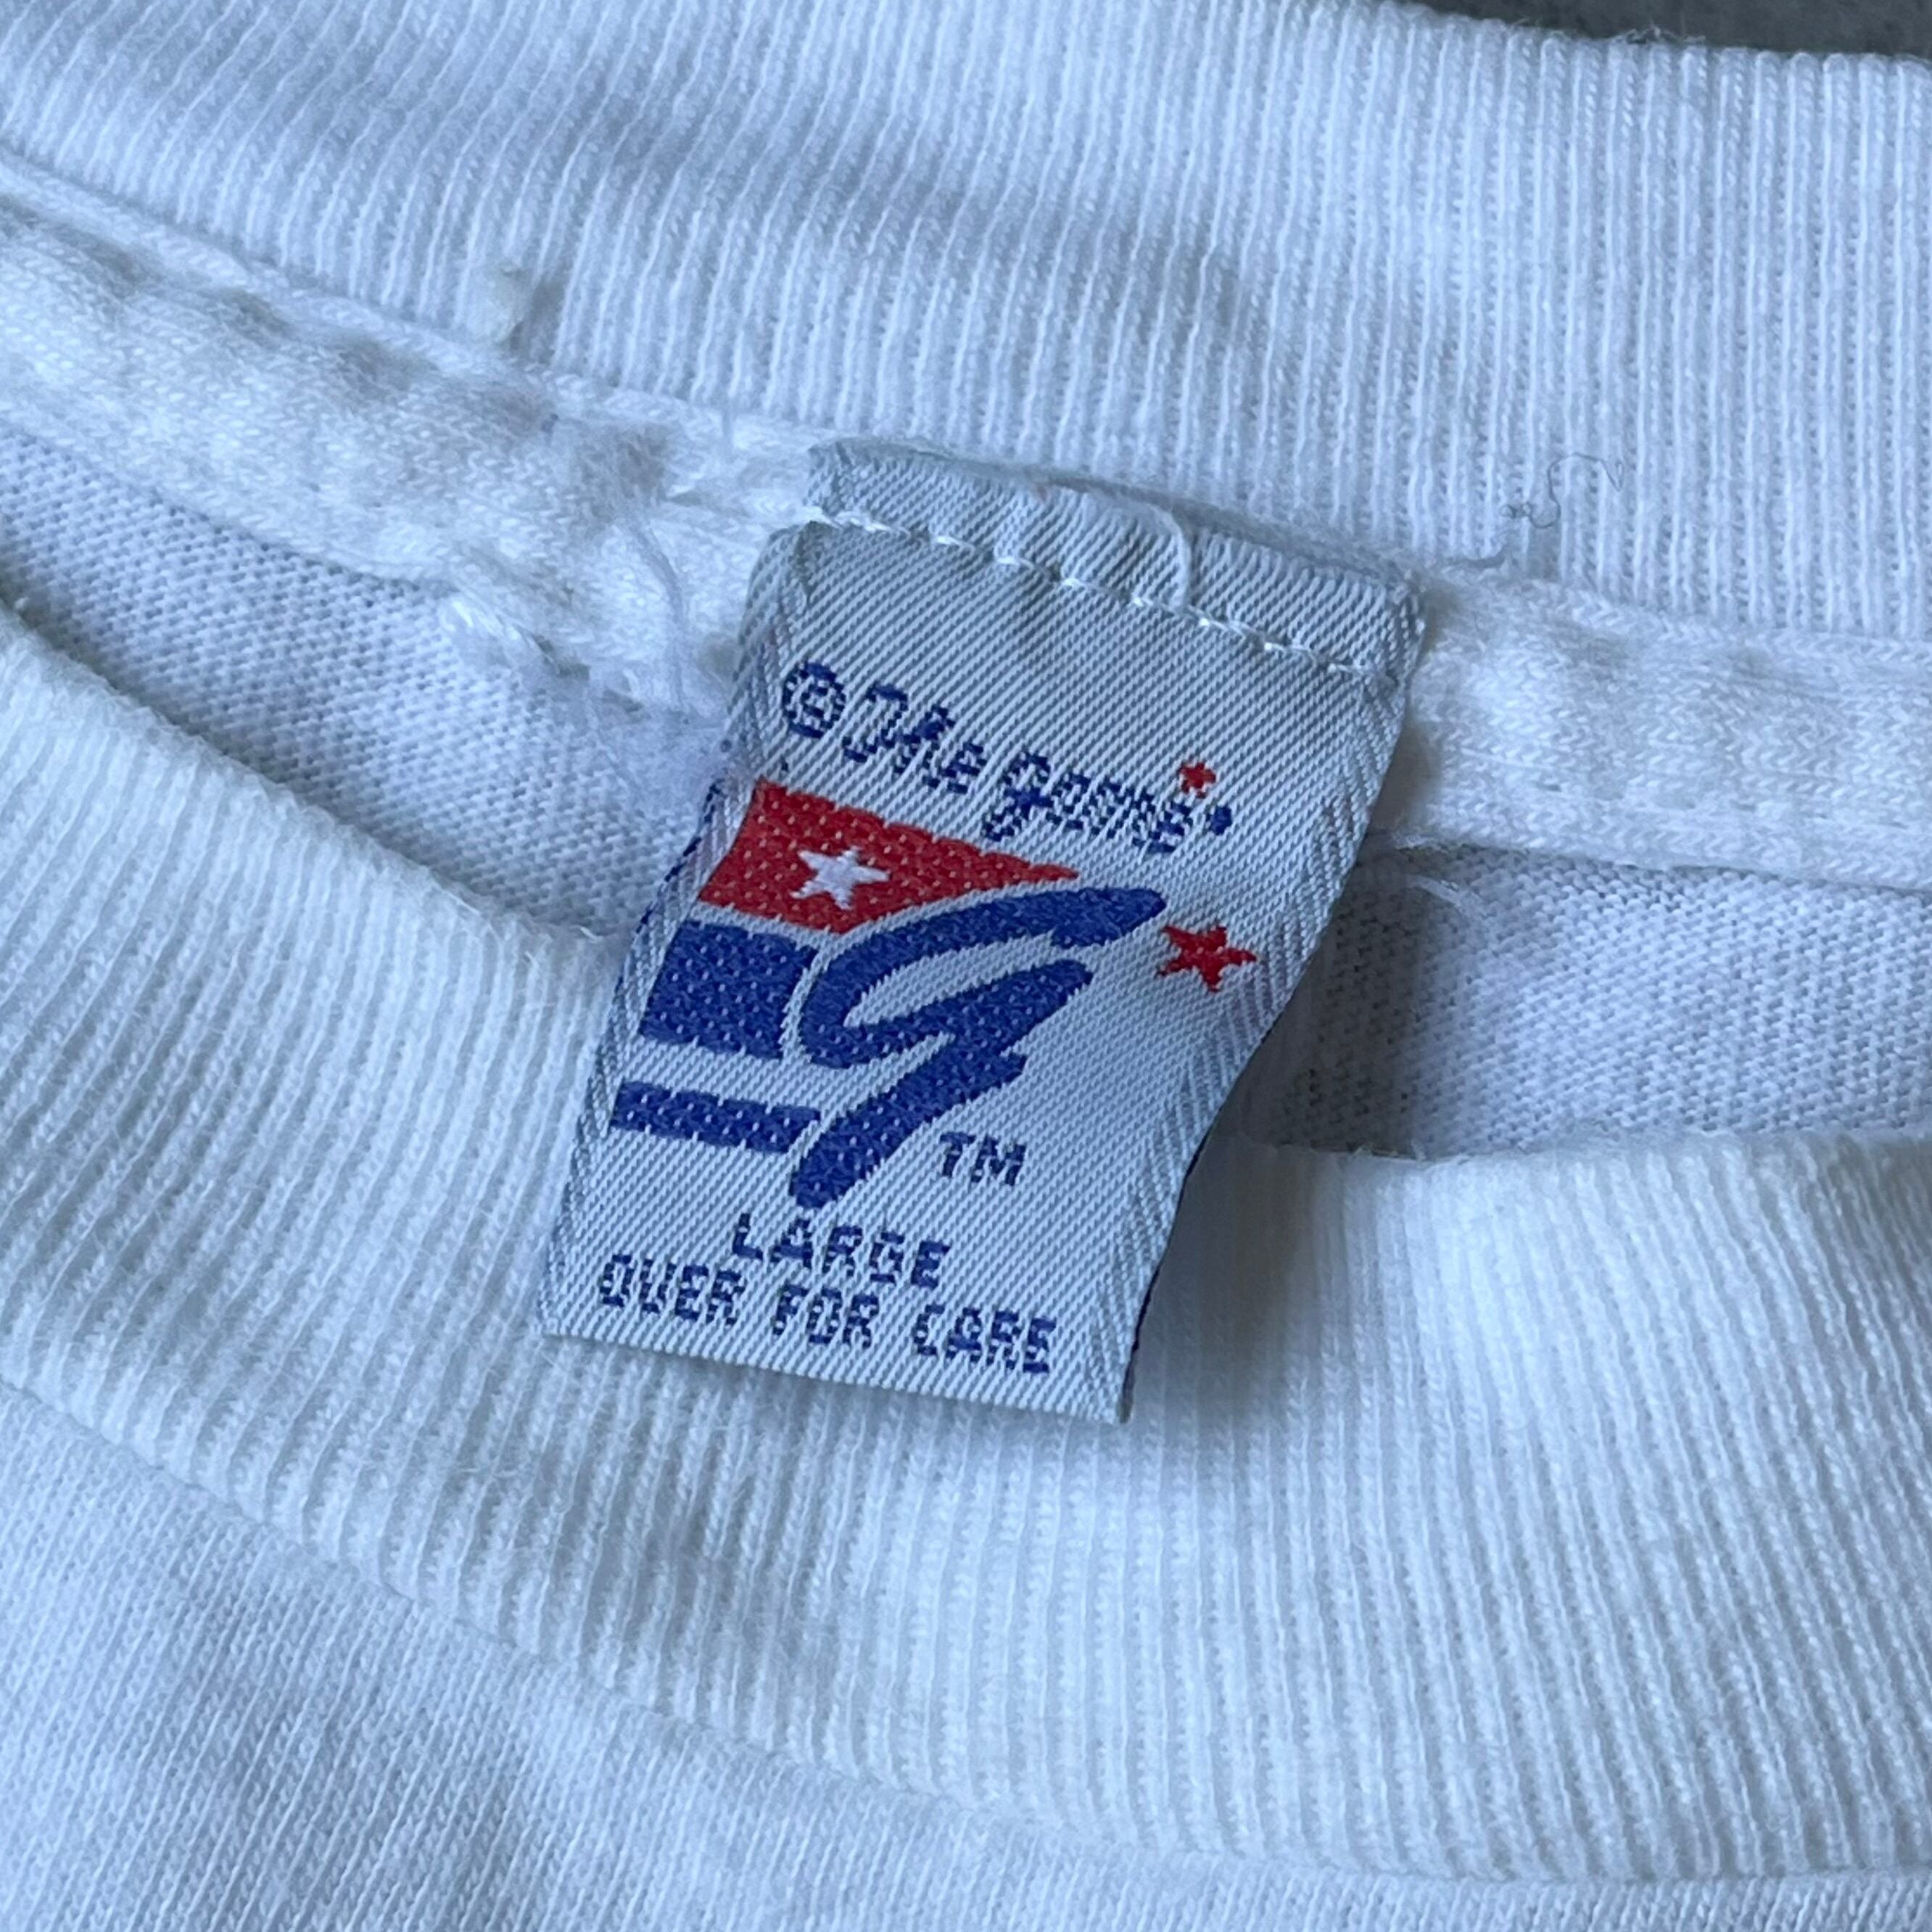 © The game
g TM
LARGE
OVER FOR CARE